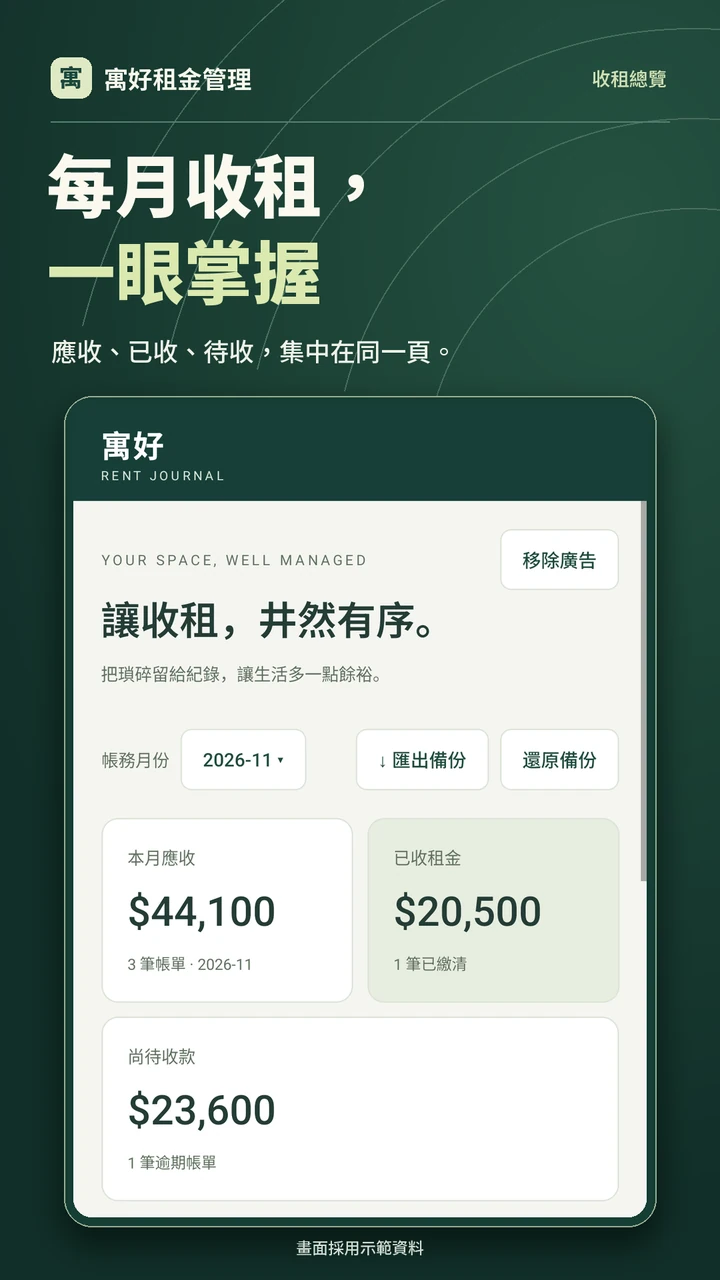 寓 寓好租金管理 收租總覽
每月收租，
一眼掌握
應收、已收、待收，集中在同一頁。
寓好
RENT JOURNAL
移除廣告
YOUR SPACE, WELL MANAGED
讓收租，井然有序。
把瑣碎留給紀錄，讓生活多一點餘裕。
帳務月份 2026-11 ▾ ↓ 匯出備份 還原備份
本月應收 已收租金
$44,100 $20,500
3 筆帳單 · 2026-11 1 筆已繳清
尚待收款
$23,600
1 筆逾期帳單
畫面採用示範資料